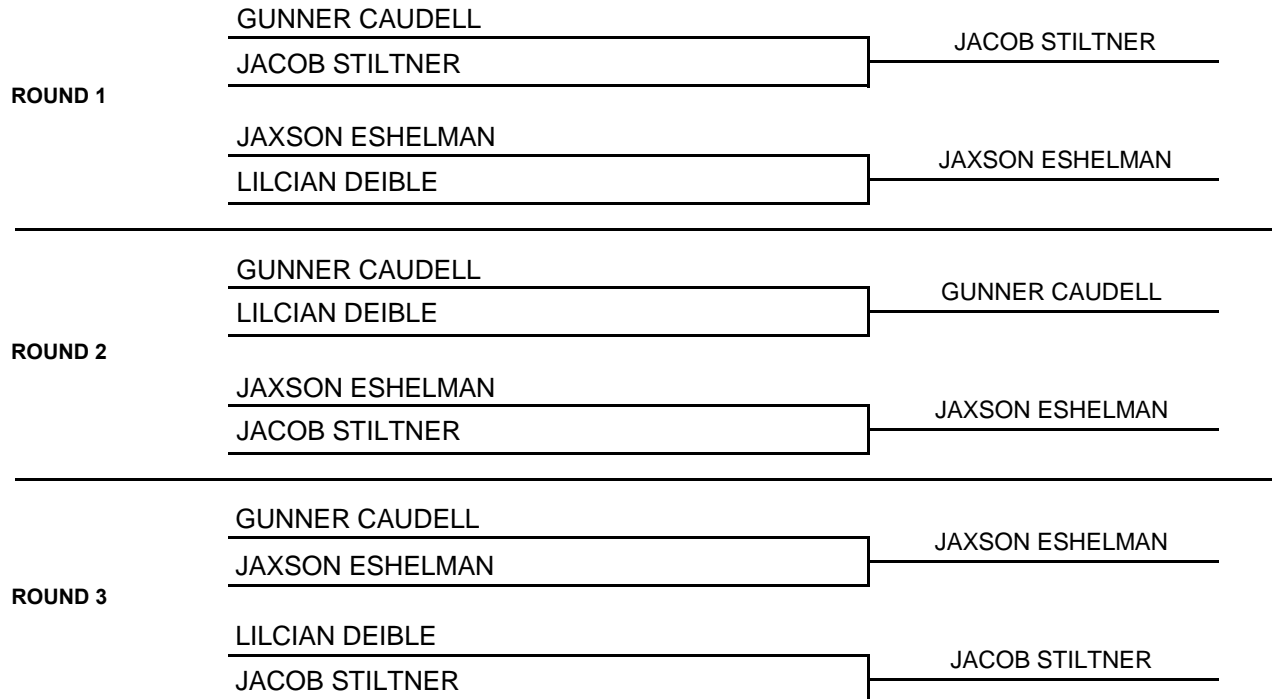 GUNNER CAUDELL
JACOB STILTNER
JACOB STILTNER
ROUND 1
JAXSON ESHELMAN
LILCIAN DEIBLE
JAXSON ESHELMAN
GUNNER CAUDELL
LILCIAN DEIBLE
GUNNER CAUDELL
ROUND 2
JAXSON ESHELMAN
JACOB STILTNER
JAXSON ESHELMAN
GUNNER CAUDELL
JAXSON ESHELMAN
JAXSON ESHELMAN
ROUND 3
LILCIAN DEIBLE
JACOB STILTNER
JACOB STILTNER